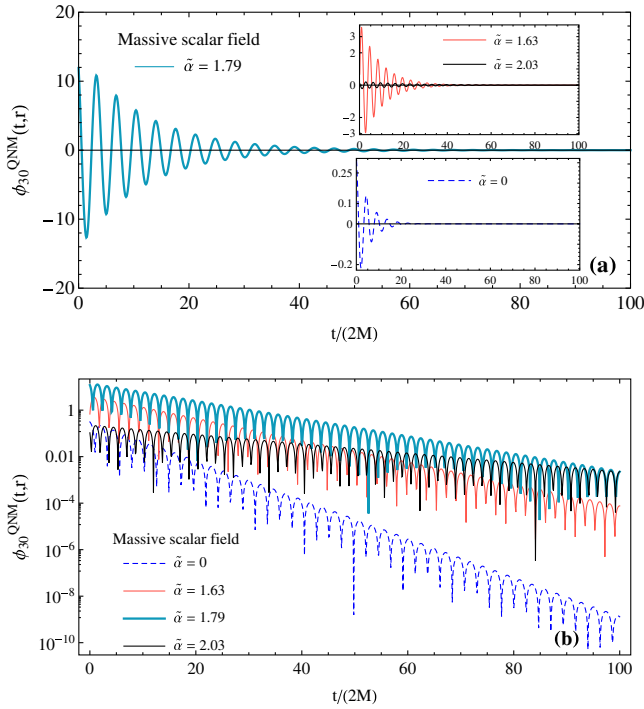 20
10
0
−10
−20
ϕ₃₀^QNM(t,r)
Massive scalar field
α̃ = 1.79
3
2
1
0
−1
−2
−3
α̃ = 1.63
α̃ = 2.03
0 20 40 60 80 100
0.25
0.1
0
−0.2
α̃ = 0
0 20 40 60 80 100
(a)
0 20 40 60 80 100
t/(2M)
1
0.01
10⁻⁴
10⁻⁶
10⁻⁸
10⁻¹⁰
ϕ₃₀^QNM(t,r)
Massive scalar field
α̃ = 0
α̃ = 1.63
α̃ = 1.79
α̃ = 2.03
(b)
0 20 40 60 80 100
t/(2M)